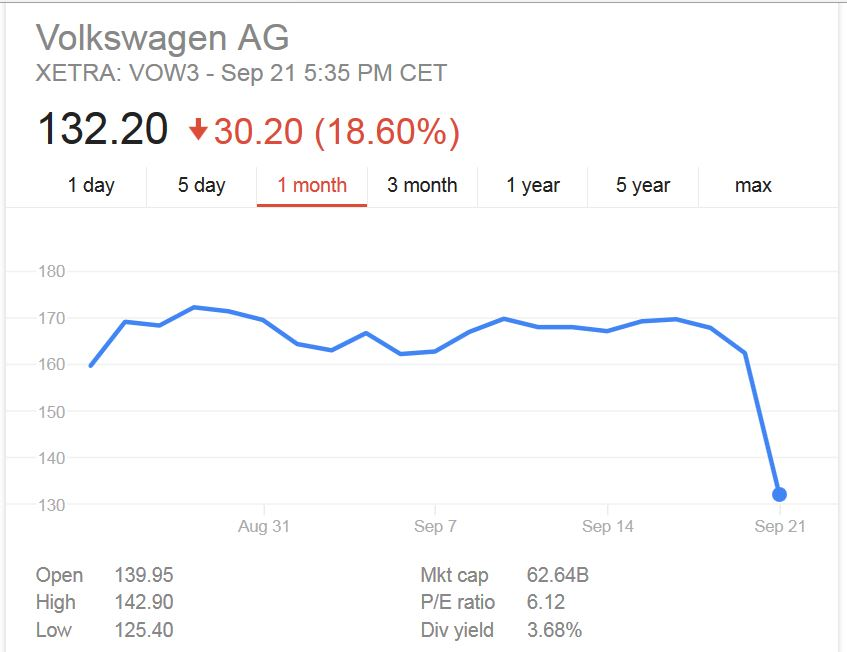 Volkswagen AG
XETRA: VOW3 - Sep 21 5:35 PM CET
132.20 ↓30.20 (18.60%)
1 day 5 day 1 month 3 month 1 year 5 year max
180
170
160
150
140
130
Aug 31 Sep 7 Sep 14 Sep 21
Open 139.95 Mkt cap 62.64B
High 142.90 P/E ratio 6.12
Low 125.40 Div yield 3.68%